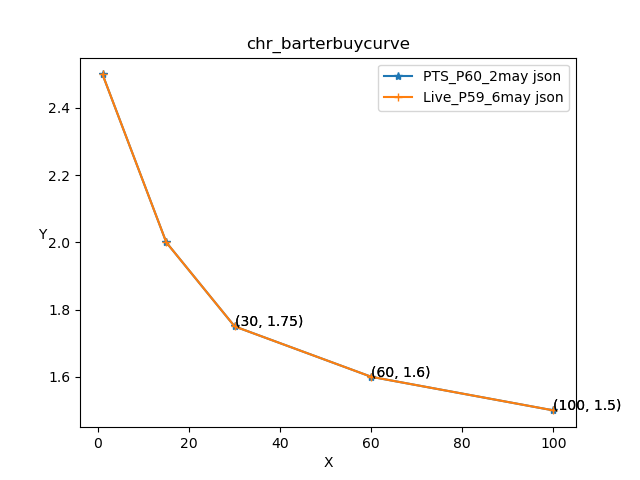 chr_barterbuycurve
PTS_P60_2may json
Live_P59_6may json
2.4
2.2
Y
2.0
1.8
1.6
(30, 1.75)
(60, 1.6)
(100, 1.5)
0
20
40
60
80
100
X